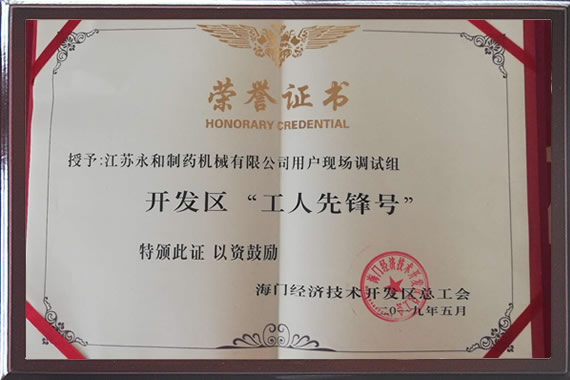 荣誉证书
HONORARY CREDENTIAL
授予:江苏永和制药机械有限公司用户现场调试组
开发区“工人先锋号”
特颁此证 以资鼓励
海门经济技术开发区总工会
二〇一九年五月